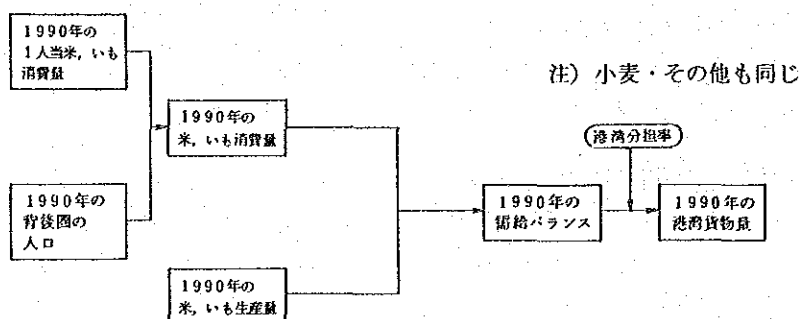 1990年の
1人当米,いも
消費量
注) 小麦・その他も同じ
1990年の
米,いも消費量
港湾分担率
1990年の
背後圏の
人口
1990年の
需給バランス
1990年の
港湾貨物量
1990年の
米,いも生産量